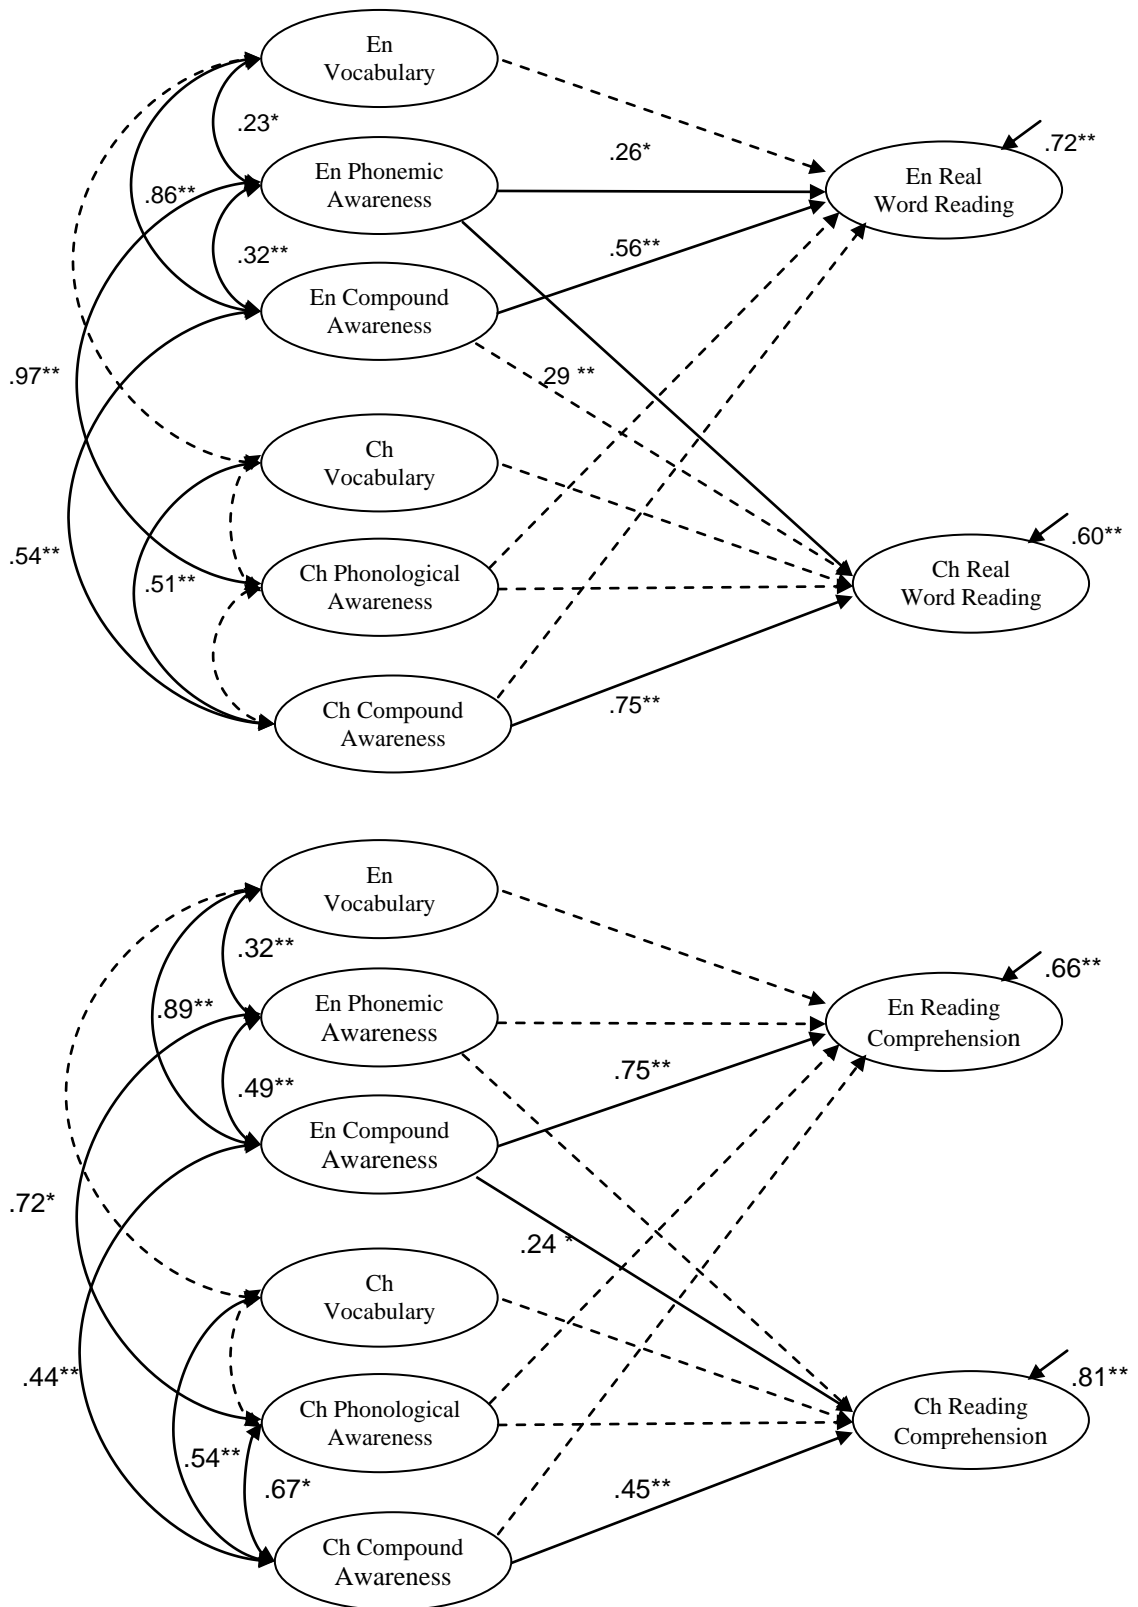 En
Vocabulary
.23*
.26*
.72**
En Phonemic
Awareness
En Real
Word Reading
.86**
.32**
.56**
En Compound
Awareness
.97**
29 **
Ch
Vocabulary
.54**
.51**
.60**
Ch Phonological
Awareness
Ch Real
Word Reading
.75**
Ch Compound
Awareness
En
Vocabulary
.32**
.66**
.89**
En Phonemic
Awareness
En Reading
Comprehension
.49**
.75**
En Compound
Awareness
.72*
.24 *
Ch
Vocabulary
.44**
.81**
Ch Phonological
Awareness
Ch Reading
Comprehension
.54**
.67*
.45**
Ch Compound
Awareness